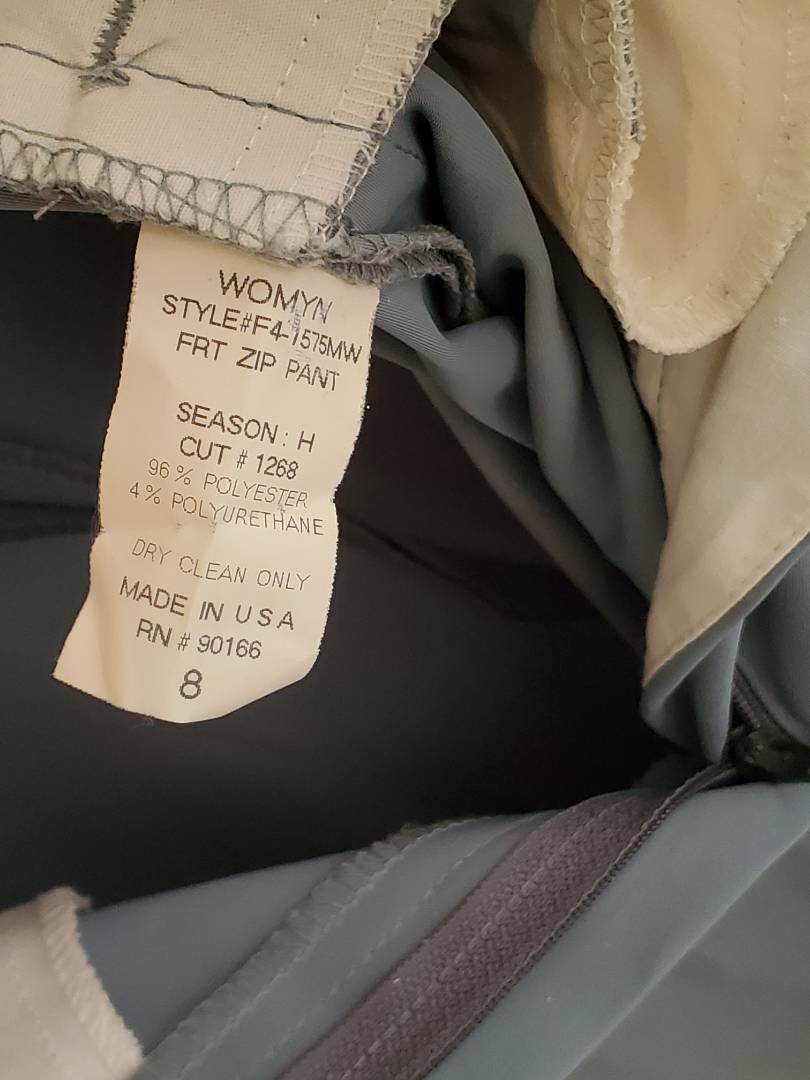 WOMYN
STYLE#F4-1575MW
FRT ZIP PANT
SEASON: H
CUT # 1268
96% POLYESTER
4% POLYURETHANE
DRY CLEAN ONLY
MADE IN USA
RN # 90166
8